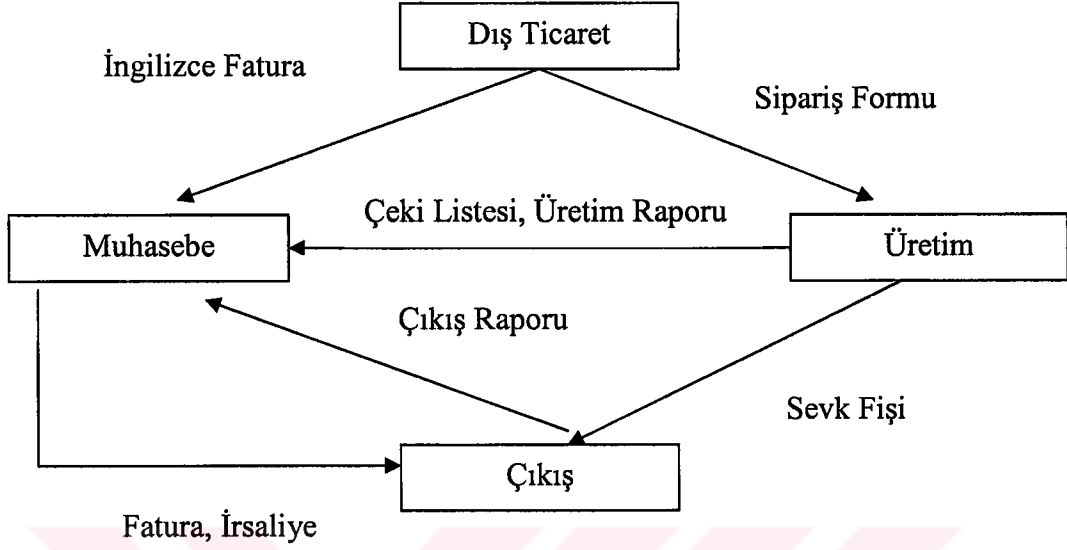 Dış Ticaret
İngilizce Fatura
Sipariş Formu
Çeki Listesi, Üretim Raporu
Muhasebe
Üretim
Çıkış Raporu
Sevk Fişi
Çıkış
Fatura, İrsaliye